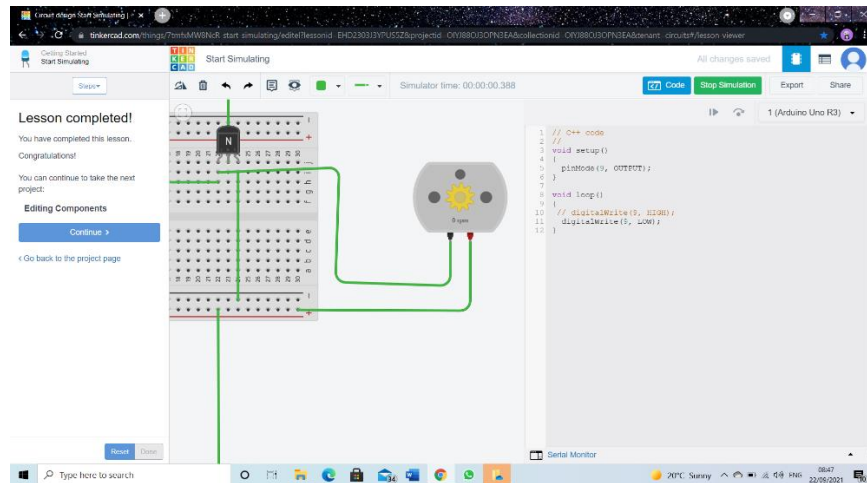 Circuit design Start Simulating |
tinkercad.com/things/
Getting Started
Start Simulating
TIN
KER
CAD
Start Simulating
All changes saved
Steps
Simulator time: 00:00:00.388
Code
Stop Simulation
Export
Share
1 (Arduino Uno R3)
Lesson completed!
You have completed this lesson.
Congratulations!
You can continue to take the next
project:
Editing Components
Continue >
< Go back to the project page
Reset
Done
N
0 rpm
1 // C++ code
2 //
3 void setup()
4 {
5 pinMode(9, OUTPUT);
6 }
7
8 void loop()
9 {
10 // digitalWrite(9, HIGH);
11 digitalWrite(9, LOW);
12 }
Serial Monitor
Type here to search
34
20°C Sunny
ENG
08:47
22/09/2021